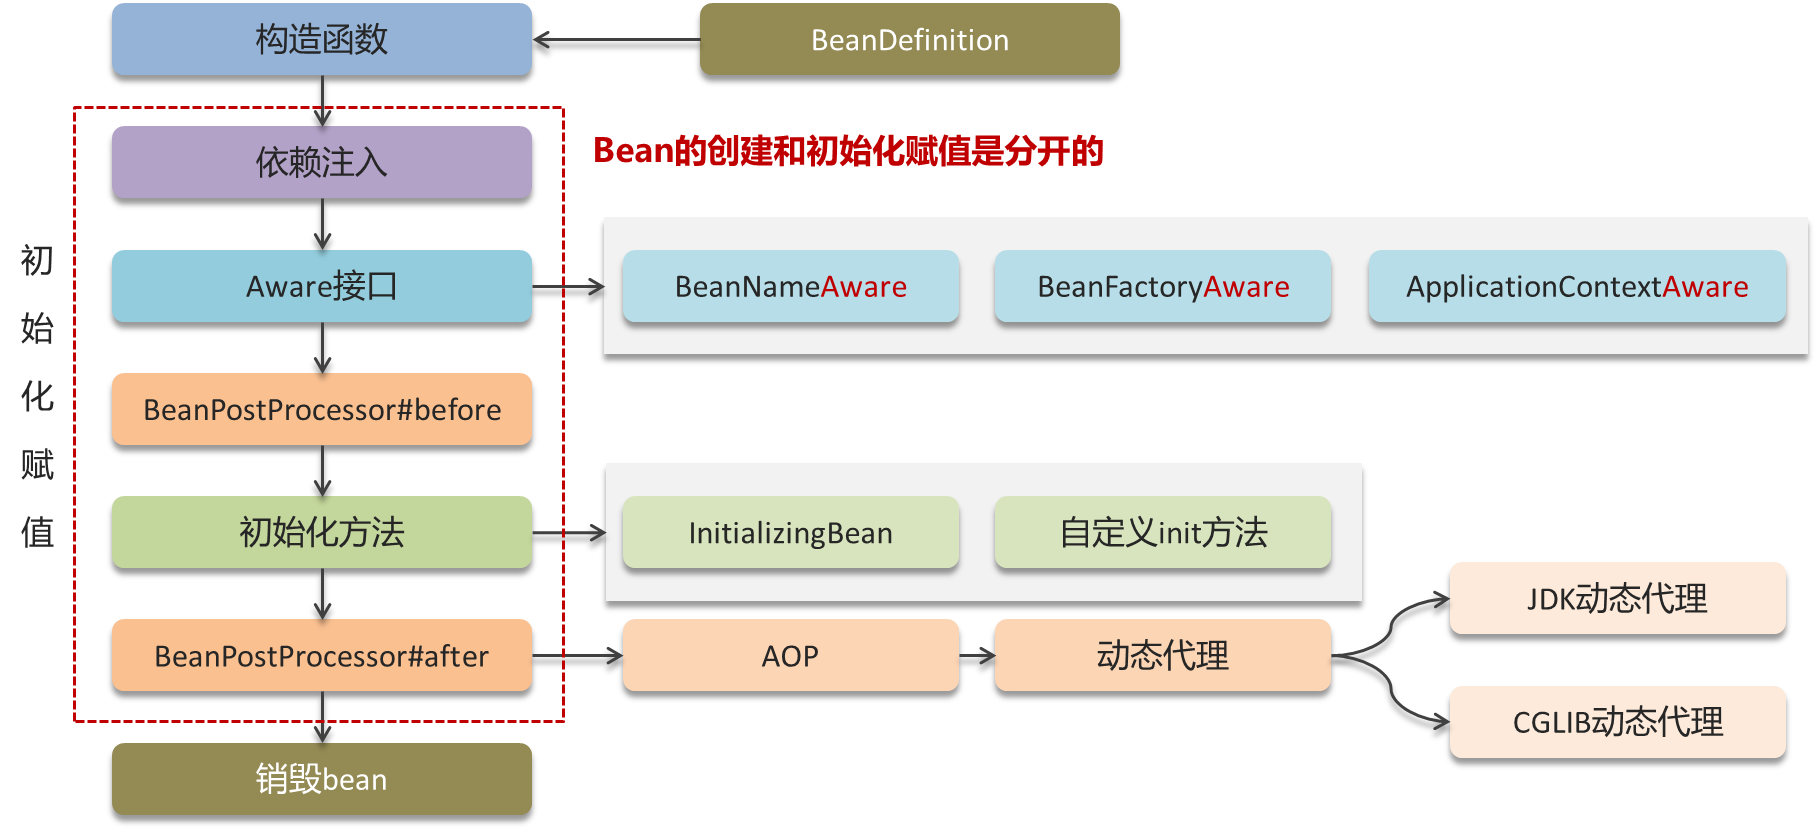 构造函数
BeanDefinition
依赖注入
Bean的创建和初始化赋值是分开的
初始化赋值
Aware接口
BeanNameAware
BeanFactoryAware
ApplicationContextAware
BeanPostProcessor#before
初始化方法
InitializingBean
自定义init方法
BeanPostProcessor#after
AOP
动态代理
JDK动态代理
CGLIB动态代理
销毁bean